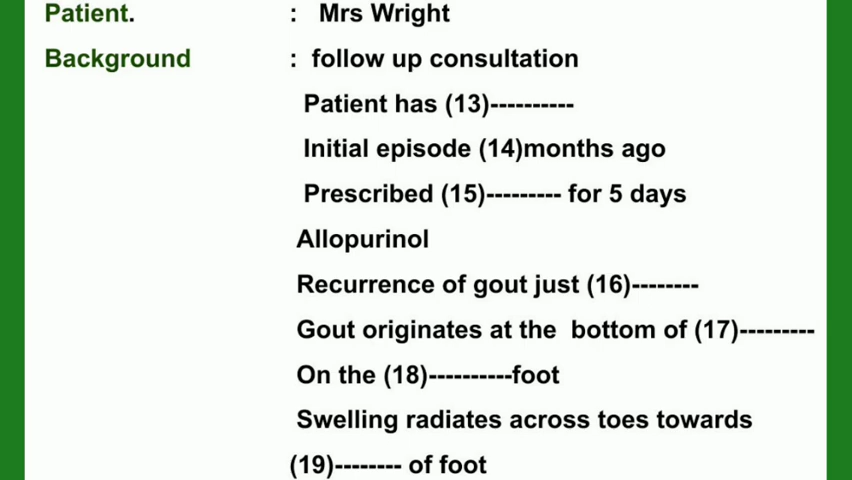 Patient. : Mrs Wright
Background : follow up consultation
Patient has (13)----------
Initial episode (14)months ago
Prescribed (15)--------- for 5 days
Allopurinol
Recurrence of gout just (16)--------
Gout originates at the bottom of (17)---------
On the (18)----------foot
Swelling radiates across toes towards
(19)-------- of foot